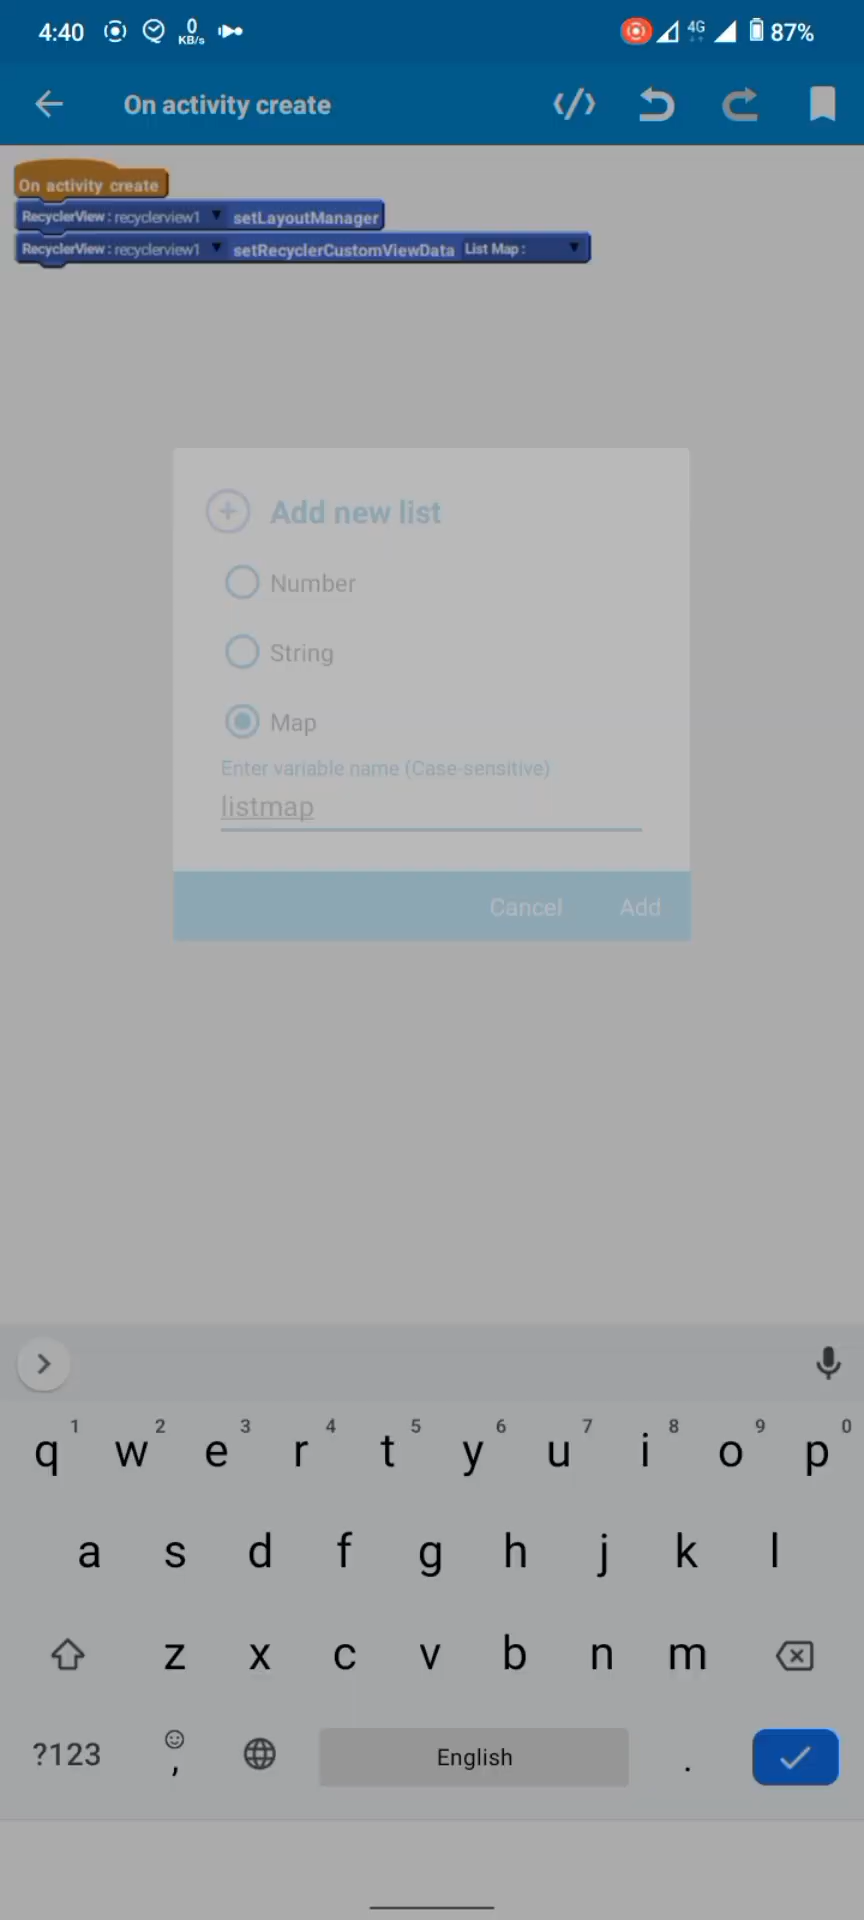 4:40 0 KB/s 4G 87%
On activity create
On activity create
RecyclerView : recyclerview1 setLayoutManager
RecyclerView : recyclerview1 setRecyclerCustomViewData List Map :
Add new list
Number
String
Map
Enter variable name (Case-sensitive)
listmap
Cancel Add
1 2 3 4 5 6 7 8 9 0
q w e r t y u i o p
a s d f g h j k l
z x c v b n m
?123 , English .